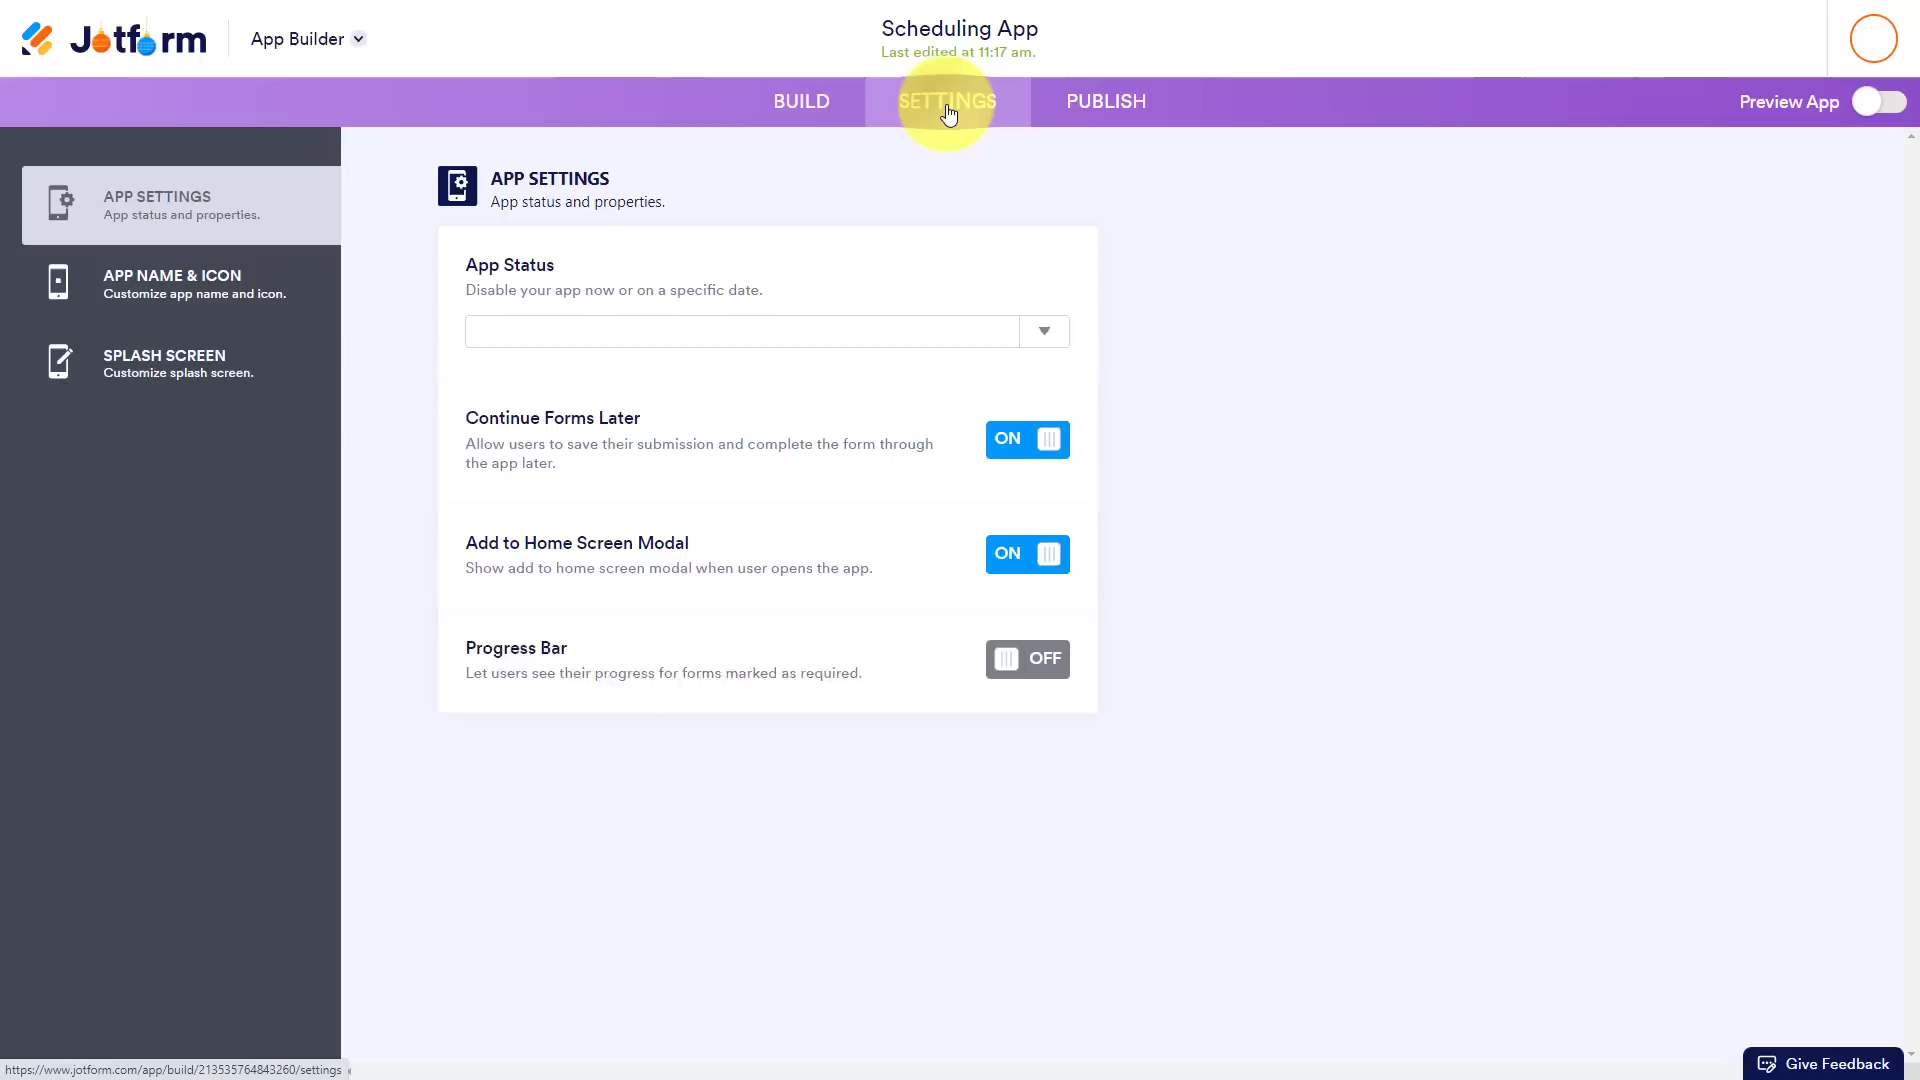 Jotform
App Builder
Scheduling App
Last edited at 11:17 am.
BUILD
SETTINGS
PUBLISH
Preview App
APP SETTINGS
App status and properties.
APP NAME & ICON
Customize app name and icon.
SPLASH SCREEN
Customize splash screen.
APP SETTINGS
App status and properties.
App Status
Disable your app now or on a specific date.
Continue Forms Later
Allow users to save their submission and complete the form through
the app later.
ON
Add to Home Screen Modal
Show add to home screen modal when user opens the app.
ON
Progress Bar
Let users see their progress for forms marked as required.
OFF
https://www.jotform.com/app/build/213535764843260/settings
Give Feedback